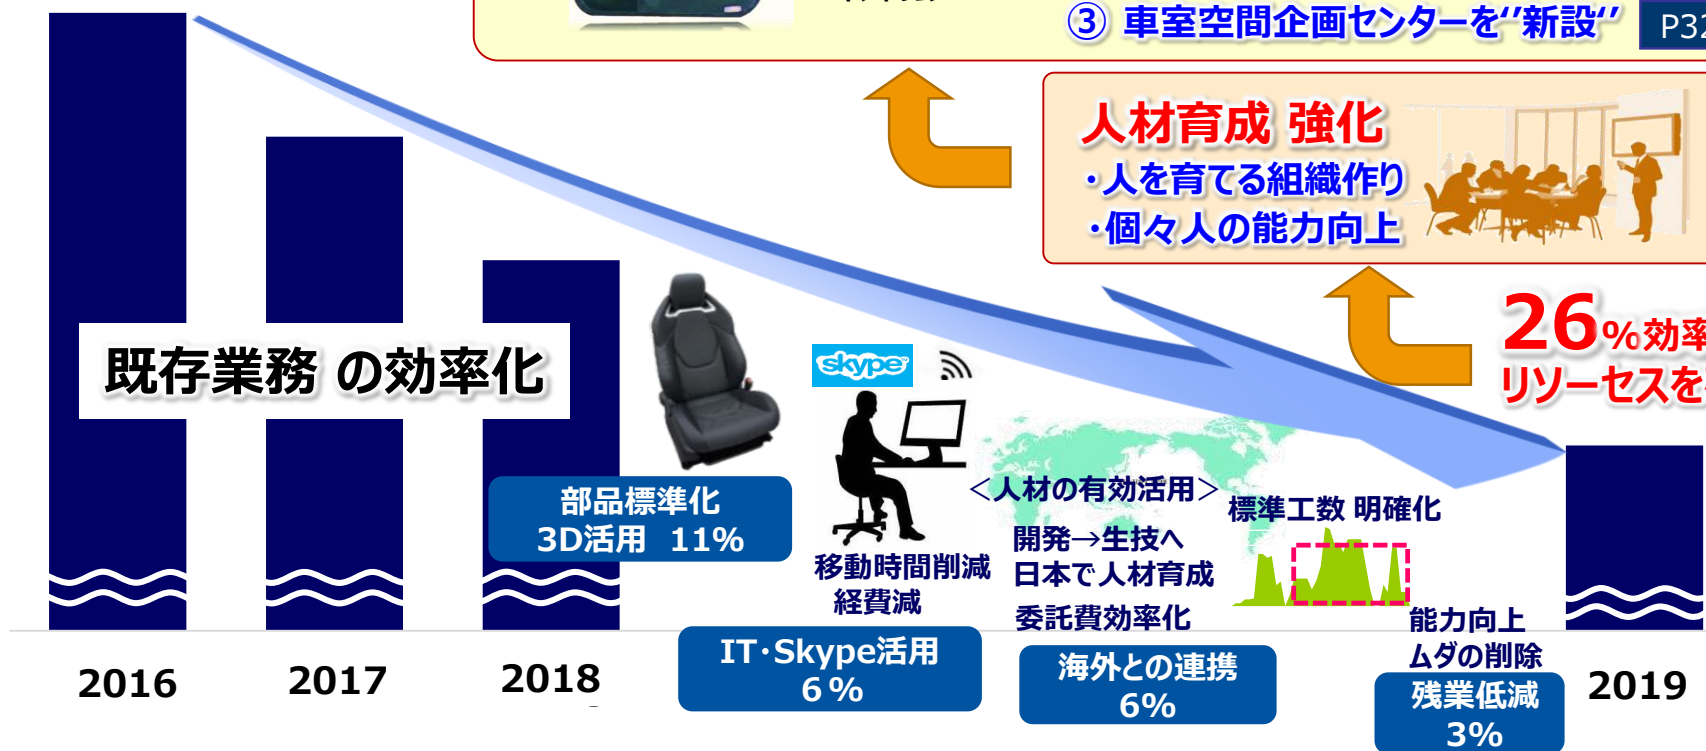 ③ 車室空間企画センターを‘’新設‘’
P32
人材育成 強化
・人を育てる組織作り
・個々人の能力向上
26%効率
リソーセスを
既存業務 の効率化
skype
部品標準化
3D活用 11%
移動時間削減
経費減
<人材の有効活用>
開発→生技へ
日本で人材育成
委託費効率化
標準工数 明確化
能力向上
ムダの削除
IT・Skype活用
6%
海外との連携
6%
残業低減
3%
2016
2017
2018
2019